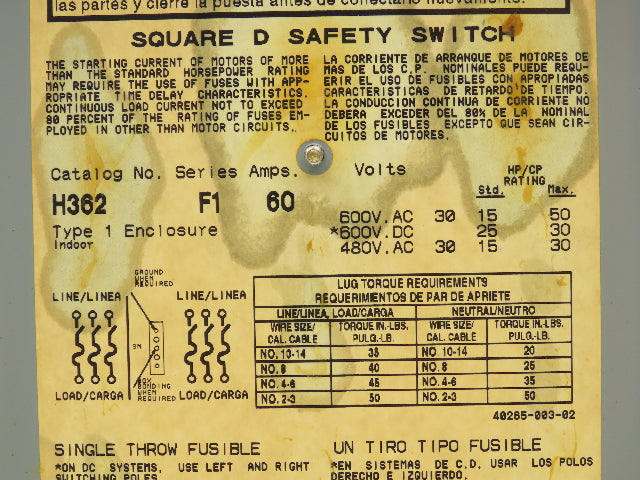 las partes y cierre la puesta antes de conectarlo nuevamente.
SQUARE D SAFETY SWITCH
THE STARTING CURRENT OF MOTORS OF MORE
THAN THE STANDARD HORSEPOWER RATING
MAY REQUIRE THE USE OF FUSES WITH APP-
ROPRIATE TIME DELAY CHARACTERISTICS.
CONTINUOUS LOAD CURRENT NOT TO EXCEED
80 PERCENT OF THE RATING OF FUSES EM-
PLOYED IN OTHER THAN MOTOR CIRCUITS.
LA CORRIENTE DE ARRANQUE DE MOTORES DE
MAS DE LOS C.P. NOMINALES PUEDE REQU-
ERIR EL USO DE FUSIBLES CON APROPIADAS
CARACTERISTICAS DE RETARDO DE TIEMPO.
LA CONDUCCION CONTINUA DE CORRIENTE NO
DEBERA EXCEDER DEL 80% DE LA NOMINAL
DE LOS FUSIBLES EXCEPTO QUE SEAN CIR-
CUITOS DE MOTORES.
Catalog No. Series Amps. Volts HP/CP
RATING
Std. Max.
H362 F1 60
600V. AC 30 15 50
Type 1 Enclosure *600V. DC 25 30
Indoor 480V. AC 30 15 30
GROUND
WHEN
REQUIRED
LINE/LINEA LINE/LINEA
SN
BOX
BONDING
WHEN
REQUIRED
LOAD/CARGA LOAD/CARGA
LUG TORQUE REQUIREMENTS
REQUERIMIENTOS DE PAR DE APRIETE
LINE/LINEA, LOAD/CARGA NEUTRAL/NEUTRO
WIRE SIZE/ TORQUE IN.-LBS. WIRE SIZE/ TORQUE IN.-LBS.
CAL. CABLE PULG.-LB. CAL. CABLE PULG.-LB.
NO. 10-14 35 NO. 10-14 20
NO. 8 40 NO. 8 25
NO. 4-6 45 NO. 4-6 35
NO. 2-3 50 NO. 2-3 50
40265-003-02
SINGLE THROW FUSIBLE UN TIRO TIPO FUSIBLE
*ON DC SYSTEMS, USE LEFT AND RIGHT
SWITCHING POLES
*EN SISTEMAS DE C.D. USAR LOS POLOS
DERECHO E IZQUIERDO.